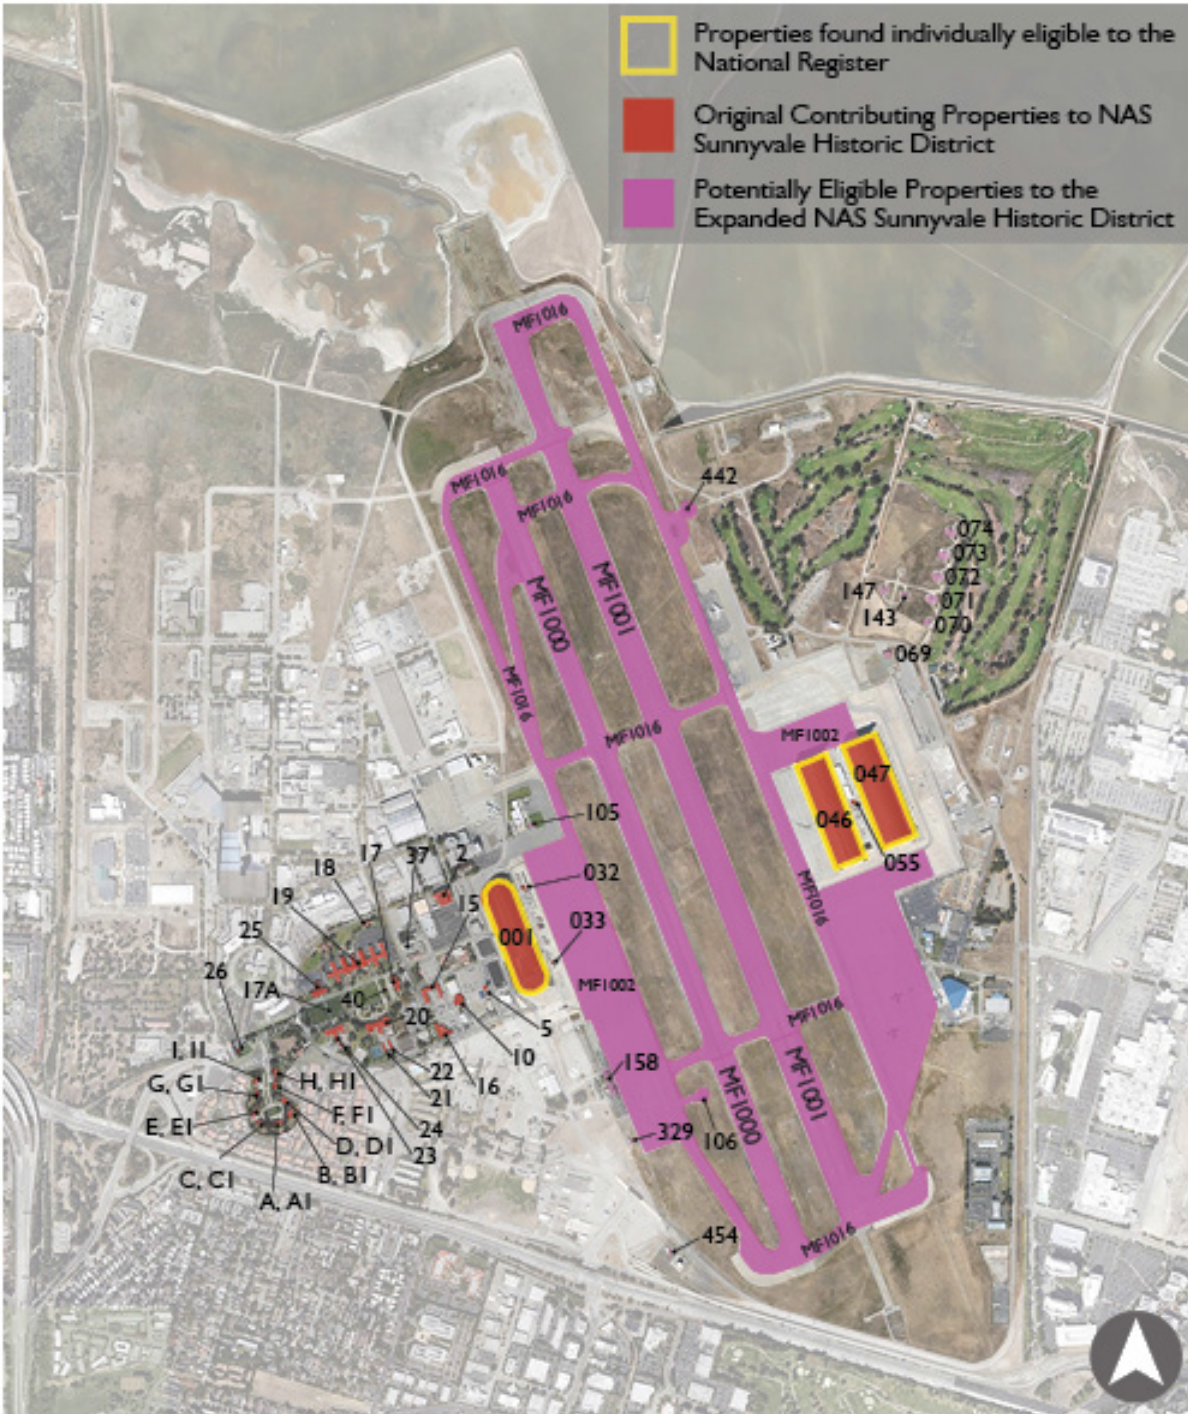 Properties found individually eligible to the
National Register
Original Contributing Properties to NAS
Sunnyvale Historic District
Potentially Eligible Properties to the
Expanded NAS Sunnyvale Historic District
MF1016
MF1016
MF1016
442
074
073
072
071
070
147
143
069
MF1000
MF1001
MF1016
MF1016
MF1002
047
046
055
105
032
033
001
MF1002
MF1016
MF1016
2
37
17
18
19
15
25
26
17A
40
20
5
10
16
22
21
24
23
I, I1
G, G1
E, E1
C, C1
A, A1
H, H1
F, F1
D, D1
B, B1
158
106
329
454
MF1000
MF1001
MF1016